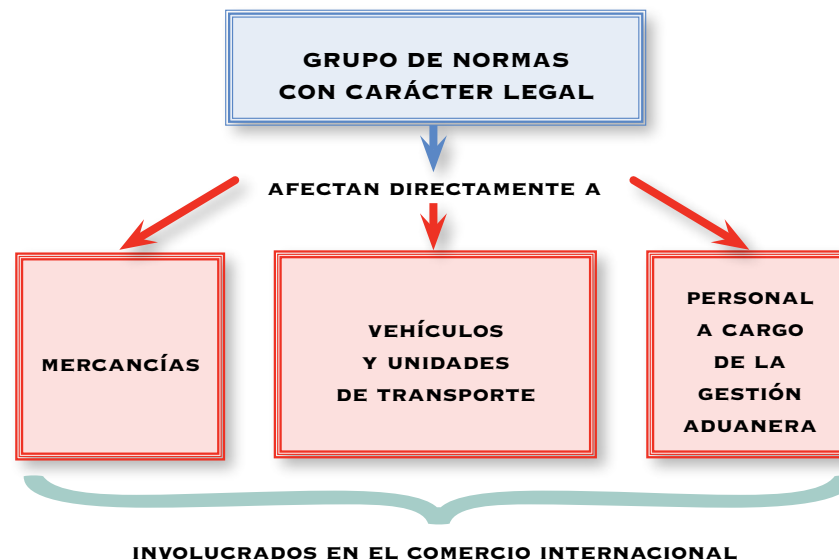 GRUPO DE NORMAS
CON CARÁCTER LEGAL
AFECTAN DIRECTAMENTE A
MERCANCÍAS
VEHÍCULOS
Y UNIDADES
DE TRANSPORTE
PERSONAL
A CARGO
DE LA
GESTIÓN
ADUANERA
INVOLUCRADOS EN EL COMERCIO INTERNACIONAL